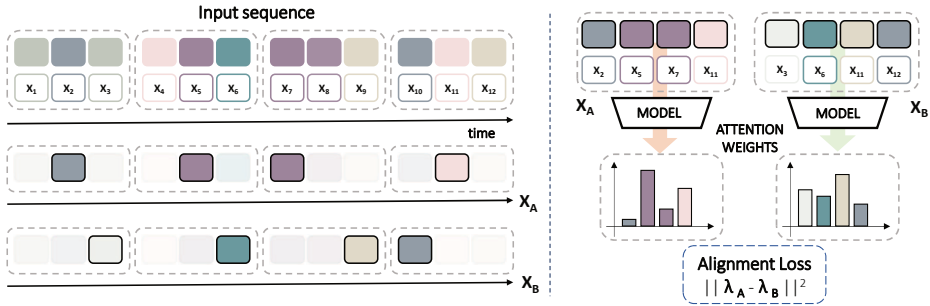 Input sequence
x1 x2 x3 x4 x5 x6 x7 x8 x9 x10 x11 x12
time
XA
XB
x2 x5 x7 x11
x3 x6 x11 x12
XA
MODEL
MODEL
XB
ATTENTION
WEIGHTS
Alignment Loss
|| λA - λB ||²